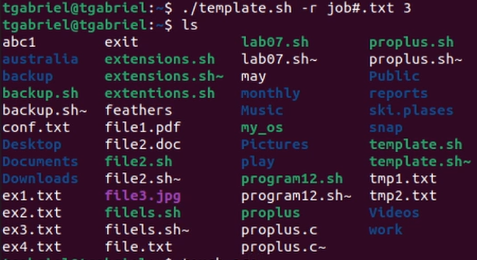 tgabriel@tgabriel:~$ ./template.sh -r job#.txt 3
tgabriel@tgabriel:~$ ls
abc1 exit lab07.sh proplus.sh
australia extensions.sh lab07.sh~ proplus.sh~
backup extensions.sh~ may Public
backup.sh extentions.sh monthly reports
backup.sh~ feathers Music ski.plases
conf.txt file1.pdf my_os snap
Desktop file2.doc Pictures template.sh
Documents file2.sh play template.sh~
Downloads file2.sh~ program12.sh tmp1.txt
ex1.txt file3.jpg program12.sh~ tmp2.txt
ex2.txt filels.sh proplus Videos
ex3.txt filels.sh~ proplus.c work
ex4.txt file.txt proplus.c~